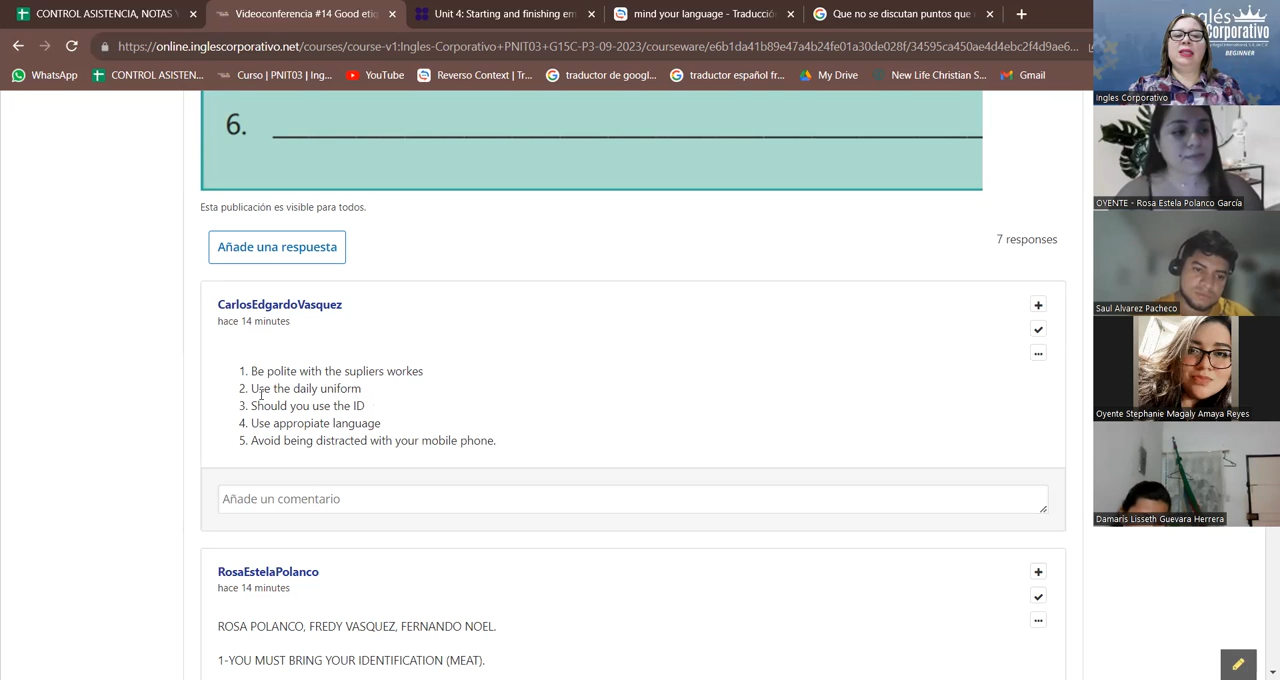 CONTROL ASISTENCIA, NOTAS Y
Videoconferencia #14 Good etiq
Unit 4: Starting and finishing em
mind your language - Traducció
Que no se discutan puntos que
https://online.inglescorporativo.net/courses/course-v1:Ingles-Corporativo+PNIT03+G15C-P3-09-2023/courseware/e6b1da41b89e47a4b24fe01a30de028f/34595ca450ae4d4ebc2f4d9ae6...
WhatsApp
CONTROL ASISTEN...
Curso | PNIT03 | Ing...
YouTube
Reverso Context | Tr...
traductor de googl...
traductor español fr...
My Drive
New Life Christian S...
Gmail
6.
Esta publicación es visible para todos.
Añade una respuesta
7 responses
CarlosEdgardoVasquez
hace 14 minutes
1. Be polite with the supliers workes
2. Use the daily uniform
3. Should you use the ID
4. Use appropiate language
5. Avoid being distracted with your mobile phone.
Añade un comentario
RosaEstelaPolanco
hace 14 minutes
ROSA POLANCO, FREDY VASQUEZ, FERNANDO NOEL.
1-YOU MUST BRING YOUR IDENTIFICATION (MEAT).
Inglés
Corporativo
BEGINNER
Ingles Corporativo
OYENTE - Rosa Estela Polanco García
Saul Alvarez Pacheco
Oyente Stephanie Magaly Amaya Reyes
Damaris Lisseth Guevara Herrera